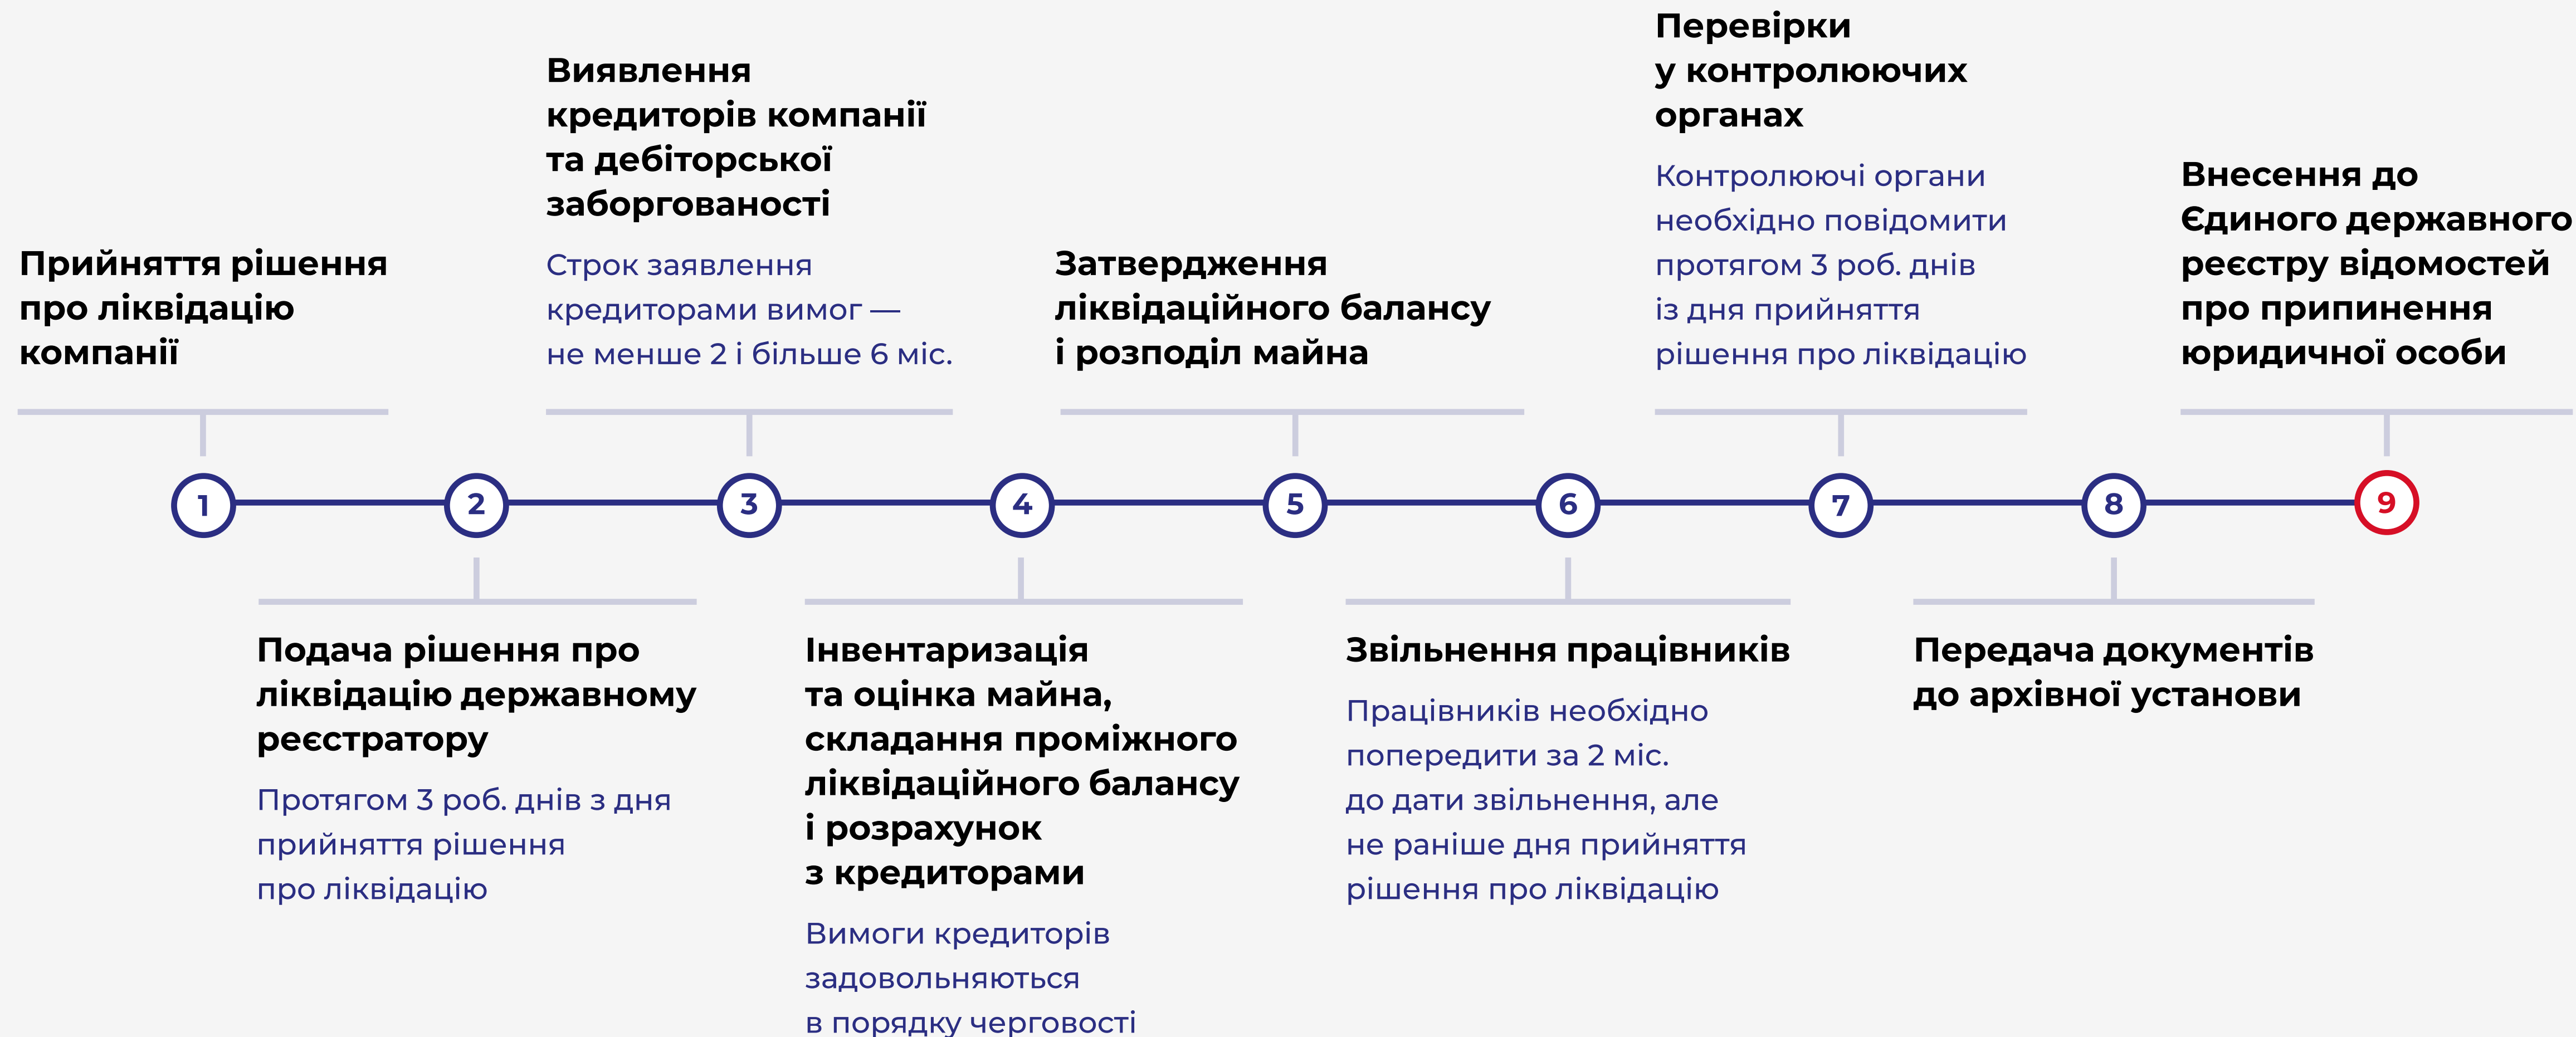 Прийняття рішення
про ліквідацію
компанії
1
Подача рішення про
ліквідацію державному
реєстратору
Протягом 3 роб. днів з дня
прийняття рішення
про ліквідацію
2
Виявлення
кредиторів компанії
та дебіторської
заборгованості
Строк заявлення
кредиторами вимог —
не менше 2 і більше 6 міс.
3
Інвентаризація
та оцінка майна,
складання проміжного
ліквідаційного балансу
і розрахунок
з кредиторами
Вимоги кредиторів
задовольняються
в порядку черговості
4
Затвердження
ліквідаційного балансу
і розподіл майна
5
Звільнення працівників
Працівників необхідно
попередити за 2 міс.
до дати звільнення, але
не раніше дня прийняття
рішення про ліквідацію
6
Перевірки
у контролюючих
органах
Контролюючі органи
необхідно повідомити
протягом 3 роб. днів
із дня прийняття
рішення про ліквідацію
7
Передача документів
до архівної установи
8
Внесення до
Єдиного державного
реєстру відомостей
про припинення
юридичної особи
9